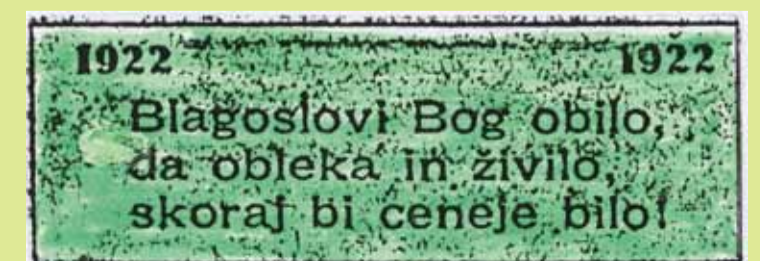 1922 1922
Blagoslovi Bog obilo,
da obleka in živilo,
skoraj bi ceneje bilo!